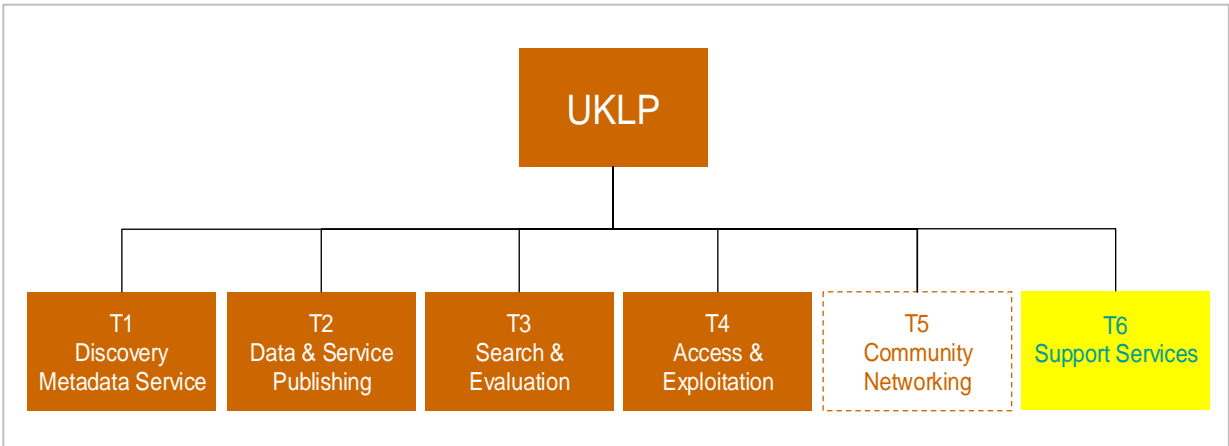 UKLP
T1
Discovery
Metadata Service
T2
Data & Service
Publishing
T3
Search &
Evaluation
T4
Access &
Exploitation
T5
Community
Networking
T6
Support Services